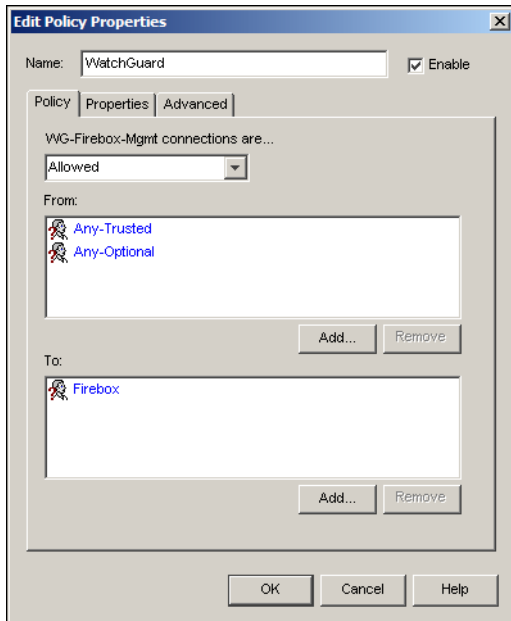 Edit Policy Properties
Name: WatchGuard Enable
Policy Properties Advanced
WG-Firebox-Mgmt connections are...
Allowed
From:
Any-Trusted
Any-Optional
Add... Remove
To:
Firebox
Add... Remove
OK Cancel Help